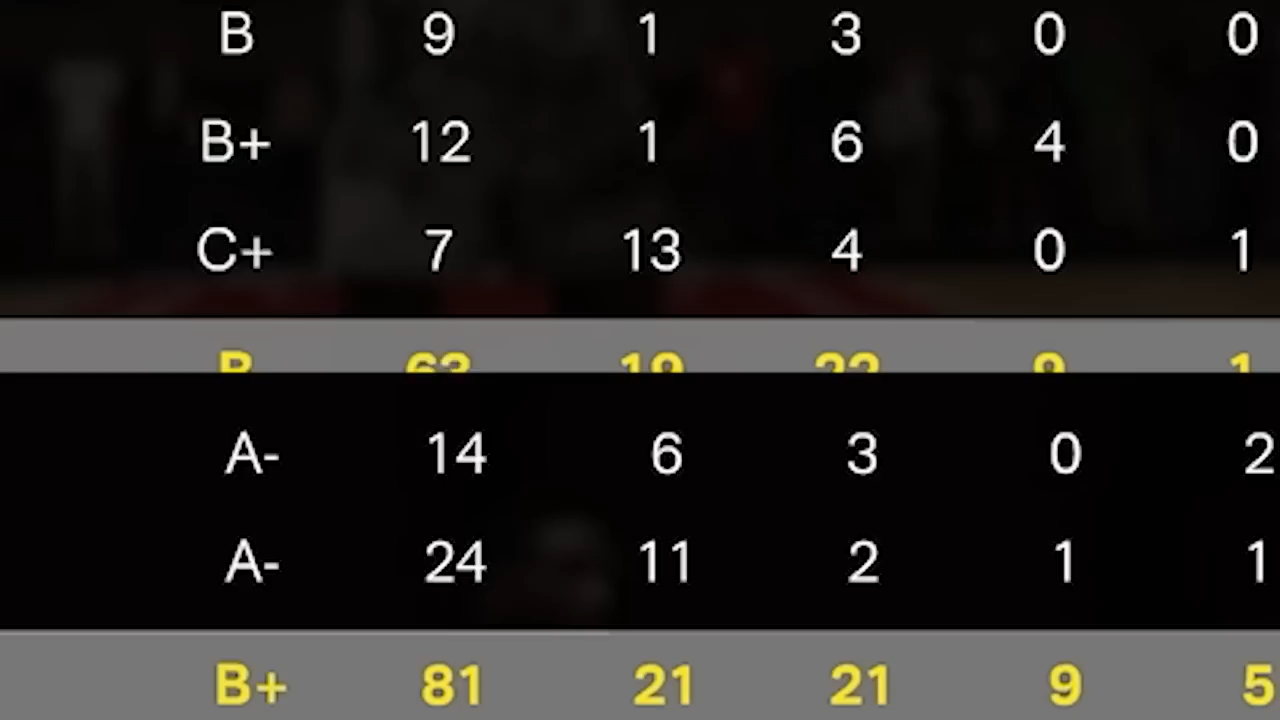 B 9 1 3 0 0
B+ 12 1 6 4 0
C+ 7 13 4 0 1
A- 14 6 3 0 2
A- 24 11 2 1 1
B+ 81 21 21 9 5